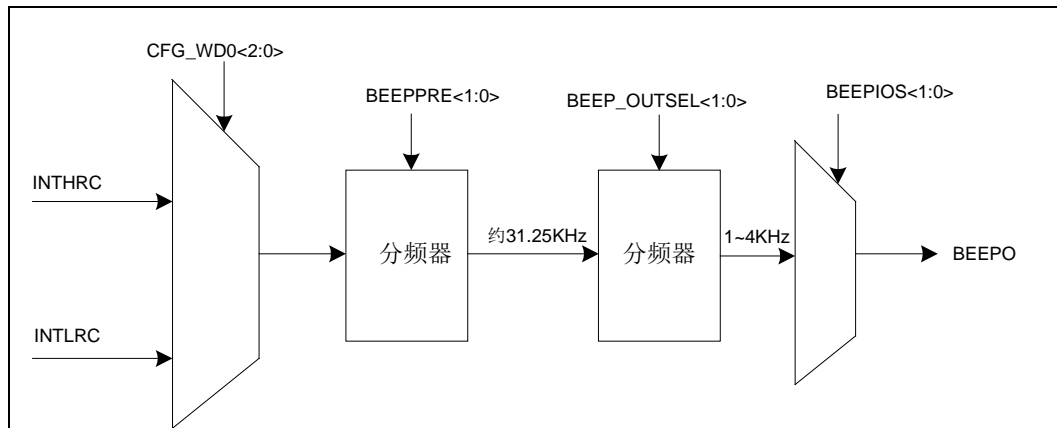 CFG_WD0<2:0>
BEEPPRE<1:0>
BEEP_OUTSEL<1:0>
BEEPIOS<1:0>
INTHRC
分频器
约31.25KHz
分频器
1~4KHz
BEEPO
INTLRC